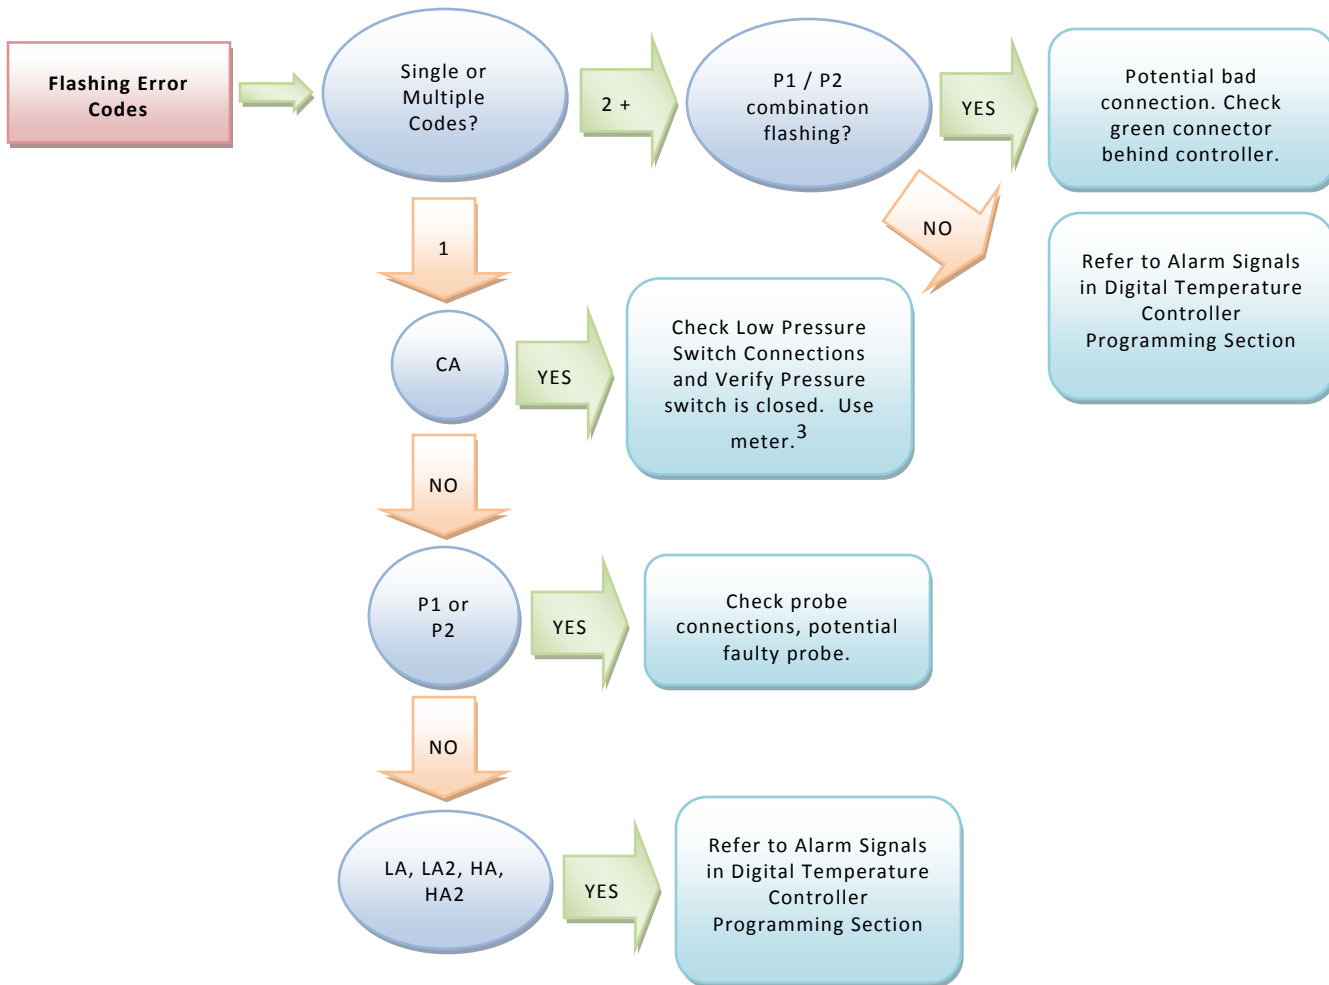 Flashing Error
Codes
Single or
Multiple
Codes?
2 +
P1 / P2
combination
flashing?
YES
Potential bad
connection. Check
green connector
behind controller.
NO
Refer to Alarm Signals
in Digital Temperature
Controller
Programming Section
1
CA
YES
Check Low Pressure
Switch Connections
and Verify Pressure
switch is closed.  Use
meter.3
NO
P1 or
P2
YES
Check probe
connections, potential
faulty probe.
NO
LA, LA2, HA,
HA2
YES
Refer to Alarm Signals
in Digital Temperature
Controller
Programming Section